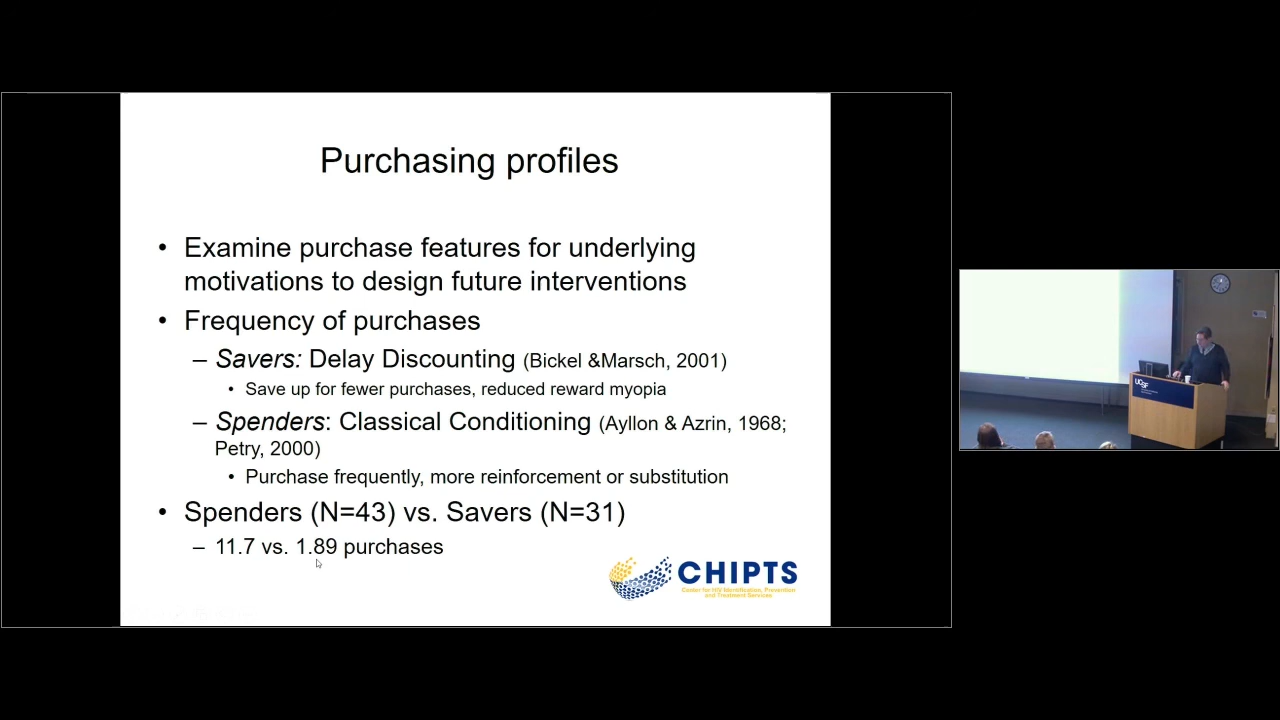 Purchasing profiles
• Examine purchase features for underlying
motivations to design future interventions
• Frequency of purchases
– Savers: Delay Discounting (Bickel &Marsch, 2001)
• Save up for fewer purchases, reduced reward myopia
– Spenders: Classical Conditioning (Ayllon & Azrin, 1968;
Petry, 2000)
• Purchase frequently, more reinforcement or substitution
• Spenders (N=43) vs. Savers (N=31)
– 11.7 vs. 1.89 purchases
CHIPTS
Center for HIV Identification, Prevention
and Treatment Services
UCSF